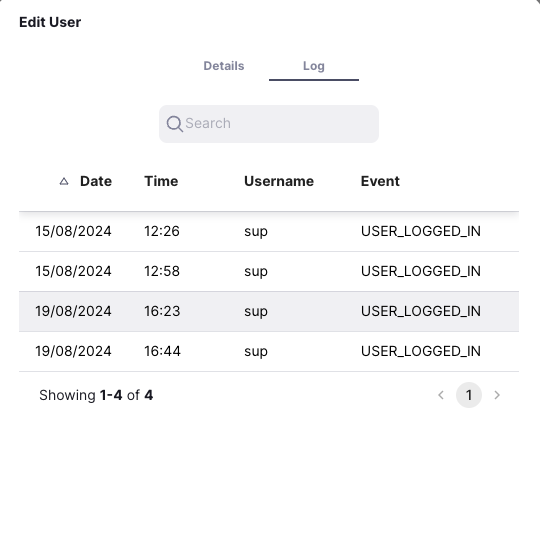 Edit User
Details Log
Search
Date Time Username Event
15/08/2024 12:26 sup USER_LOGGED_IN
15/08/2024 12:58 sup USER_LOGGED_IN
19/08/2024 16:23 sup USER_LOGGED_IN
19/08/2024 16:44 sup USER_LOGGED_IN
Showing 1-4 of 4 1